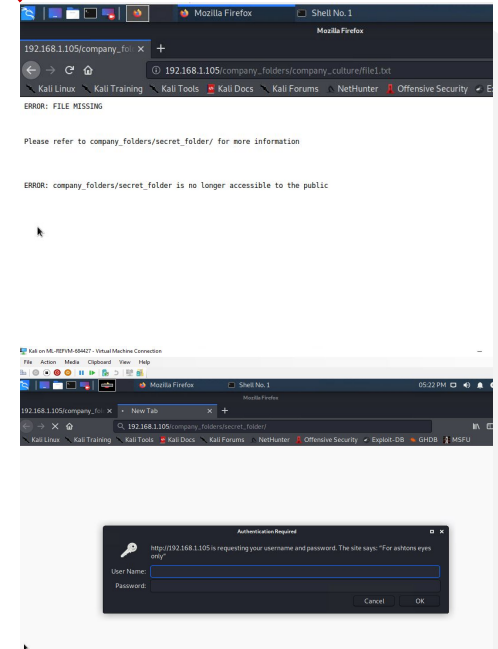 Mozilla Firefox
Shell No. 1
Mozilla Firefox
192.168.1.105/company_fol
192.168.1.105/company_folders/company_culture/file1.txt
Kali Linux Kali Training Kali Tools Kali Docs Kali Forums NetHunter Offensive Security
ERROR: FILE MISSING
Please refer to company_folders/secret_folder/ for more information
ERROR: company_folders/secret_folder is no longer accessible to the public
Kali on ML-REFVM-684427 - Virtual Machine Connection
File Action Media Clipboard View Help
Mozilla Firefox Shell No. 1 05:22 PM
Mozilla Firefox
192.168.1.105/company_fol New Tab
192.168.1.105/company_folders/secret_folder/
Kali Linux Kali Training Kali Tools Kali Docs Kali Forums NetHunter Offensive Security Exploit-DB GHDB MSFU
Authentication Required
http://192.168.1.105 is requesting your username and password. The site says: "For ashtons eyes
only"
User Name:
Password:
Cancel OK